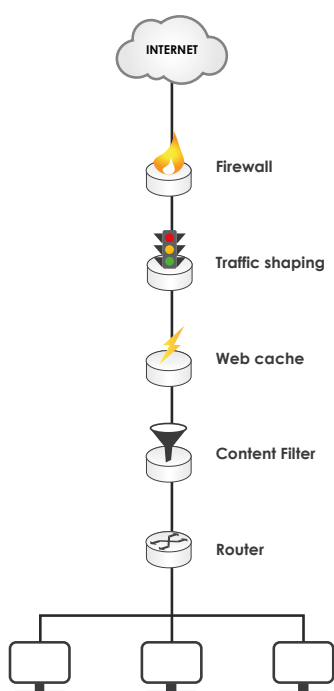 INTERNET
Firewall
Traffic shaping
Web cache
Content Filter
Router